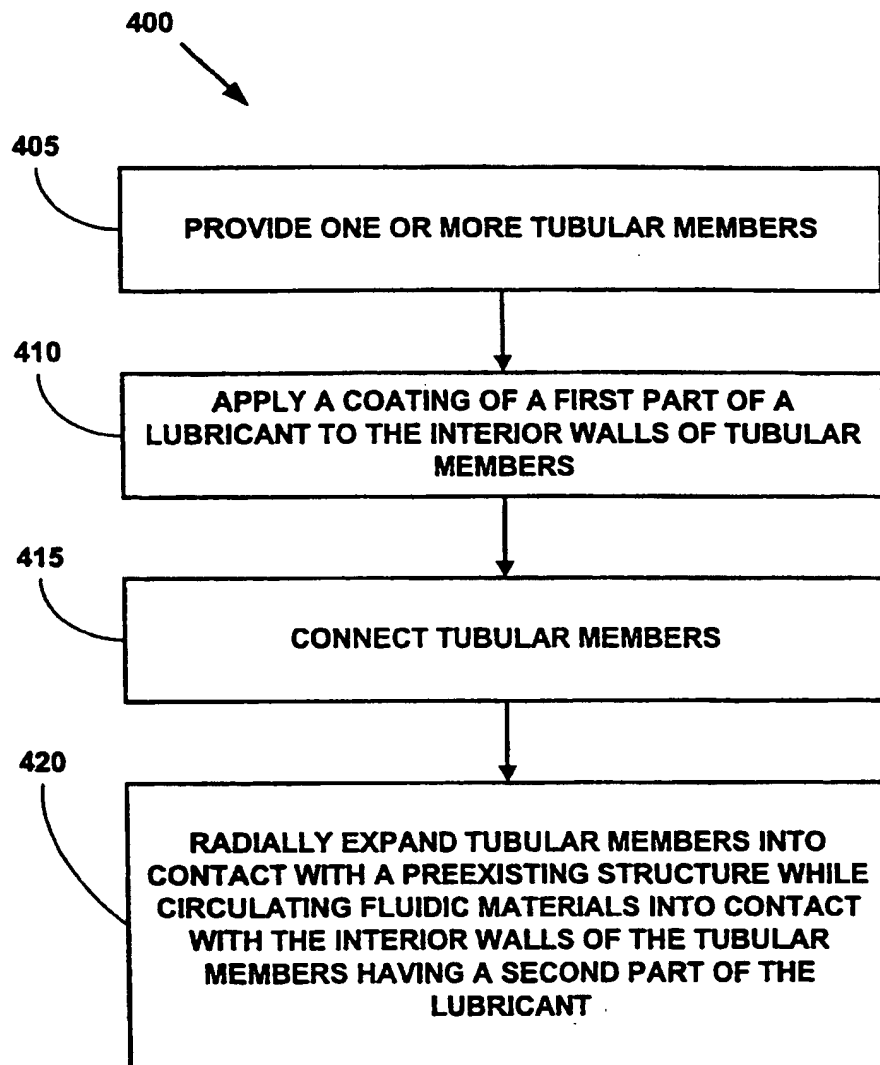 400
405
PROVIDE ONE OR MORE TUBULAR MEMBERS
410
APPLY A COATING OF A FIRST PART OF A
LUBRICANT TO THE INTERIOR WALLS OF TUBULAR
MEMBERS
415
CONNECT TUBULAR MEMBERS
420
RADIALLY EXPAND TUBULAR MEMBERS INTO
CONTACT WITH A PREEXISTING STRUCTURE WHILE
CIRCULATING FLUIDIC MATERIALS INTO CONTACT
WITH THE INTERIOR WALLS OF THE TUBULAR
MEMBERS HAVING A SECOND PART OF THE
LUBRICANT